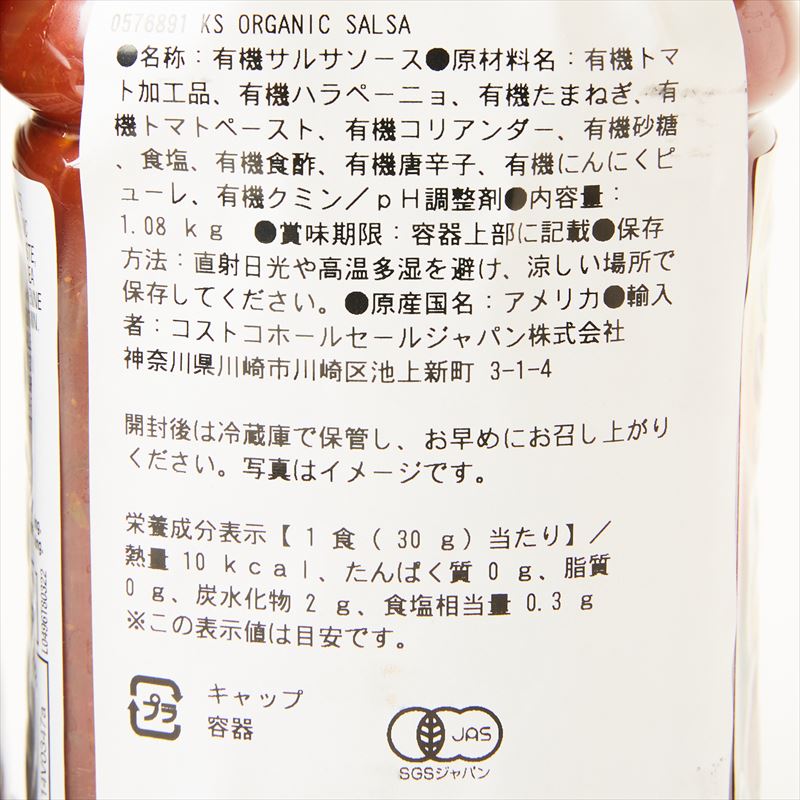 0576891 KS ORGANIC SALSA
●名称：有機サルサソース●原材料名：有機トマ
ト加工品、有機ハラペーニョ、有機たまねぎ、有
機トマトペースト、有機コリアンダー、有機砂糖
、食塩、有機食酢、有機唐辛子、有機にんにくピ
ューレ、有機クミン／ｐＨ調整剤●内容量：
1.08 ｋｇ ●賞味期限：容器上部に記載●保存
方法：直射日光や高温多湿を避け、涼しい場所で
保存してください。●原産国名：アメリカ●輸入
者：コストコホールセールジャパン株式会社
神奈川県川崎市川崎区池上新町 3-1-4
開封後は冷蔵庫で保管し、お早めにお召し上がり
ください。写真はイメージです。
栄養成分表示【１食（30ｇ）当たり】／
熱量 10ｋｃａｌ、たんぱく質０ｇ、脂質
０ｇ、炭水化物２ｇ、食塩相当量 0.3ｇ
※この表示値は目安です。
プラ
キャップ
容器
JAS
SGSジャパン
L0496T80322